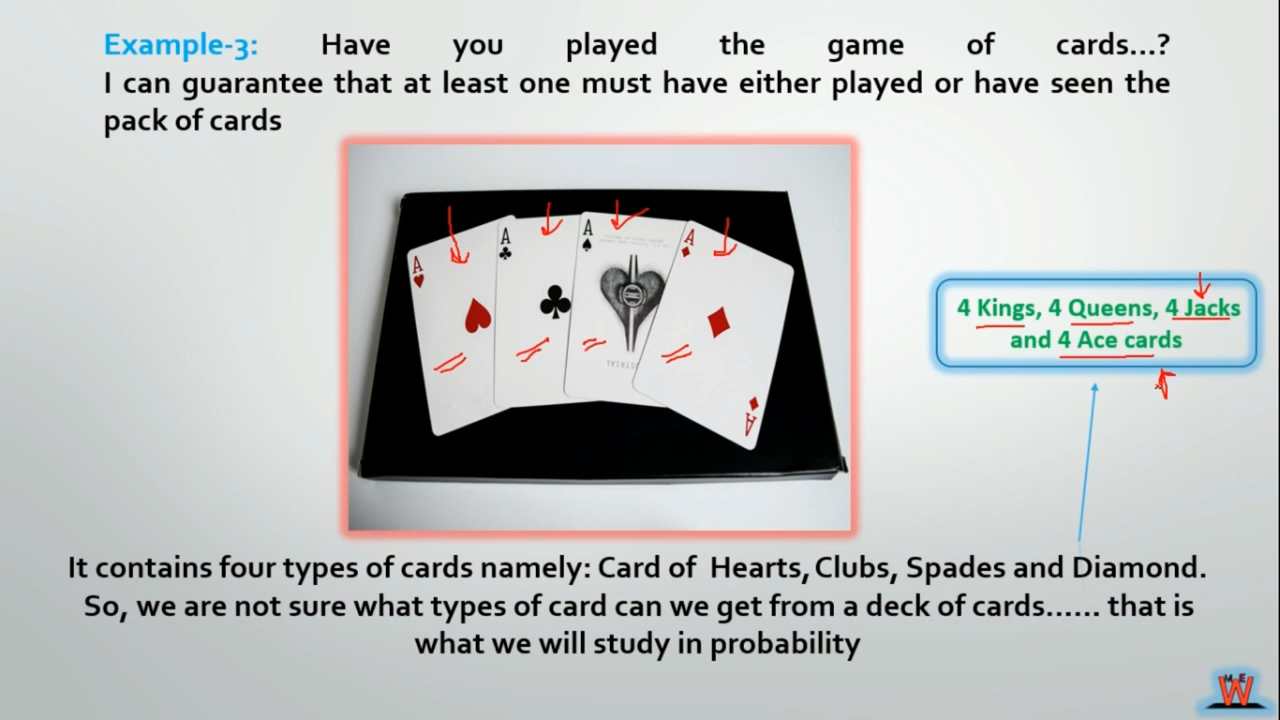 Example-3: Have you played the game of cards...?
I can guarantee that at least one must have either played or have seen the
pack of cards
A
A
A
A
A
4 Kings, 4 Queens, 4 Jacks
and 4 Ace cards
It contains four types of cards namely: Card of Hearts, Clubs, Spades and Diamond.
So, we are not sure what types of card can we get from a deck of cards...... that is
what we will study in probability
M E
W